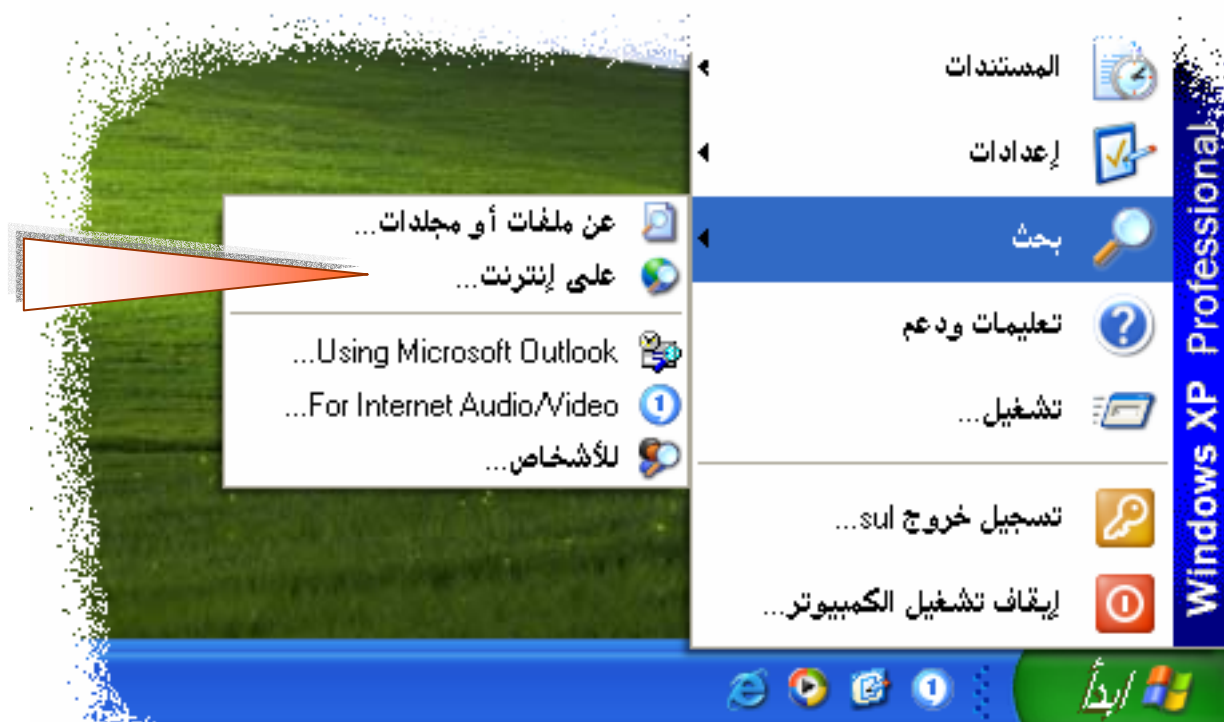 المستندات
إعدادات
بحث
تعليمات ودعم
تشغيل...
تسجيل خروج sul...
إيقاف تشغيل الكمبيوتر...
عن ملفات أو مجلدات...
على إنترنت...
Using Microsoft Outlook...
For Internet Audio/Video...
للأشخاص...
Windows XP Professional
ابدأ